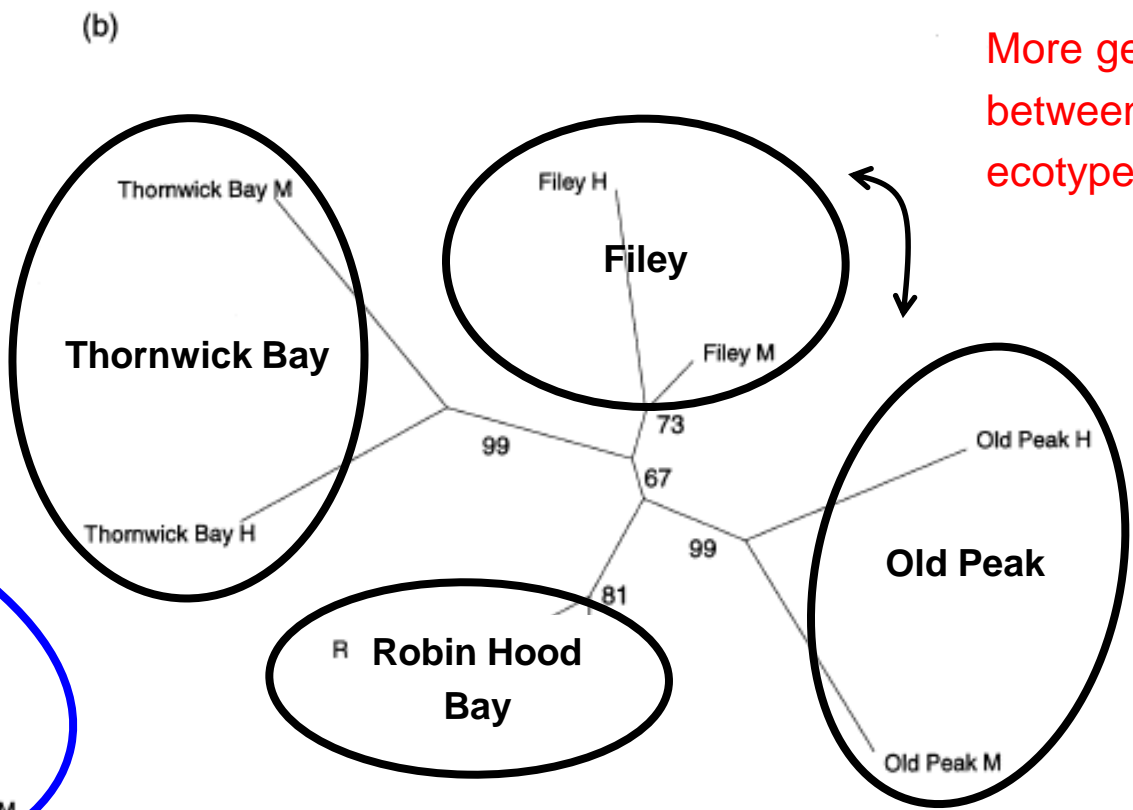 (b)
More ge
between
ecotype
Thornwick Bay M
Filey H
Filey
Thornwick Bay
Filey M
73
Old Peak H
99
67
Thornwick Bay H
99
Old Peak
81
R
Robin Hood
Bay
Old Peak M
M